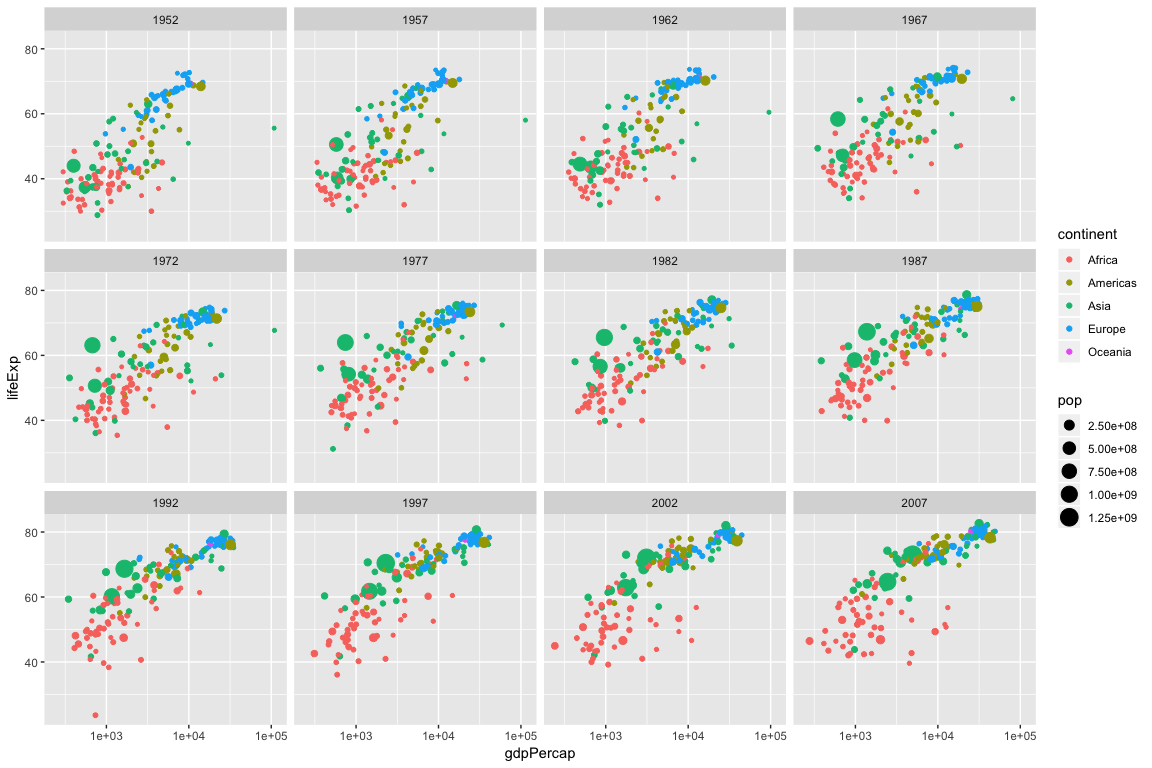 1952 1957 1962 1967
80
60
40
1972 1977 1982 1987
80
60
40
1992 1997 2002 2007
80
60
40
1e+03 1e+04 1e+05 1e+03 1e+04 1e+05 1e+03 1e+04 1e+05 1e+03 1e+04 1e+05
gdpPercap
lifeExp
continent
Africa
Americas
Asia
Europe
Oceania
pop
2.50e+08
5.00e+08
7.50e+08
1.00e+09
1.25e+09